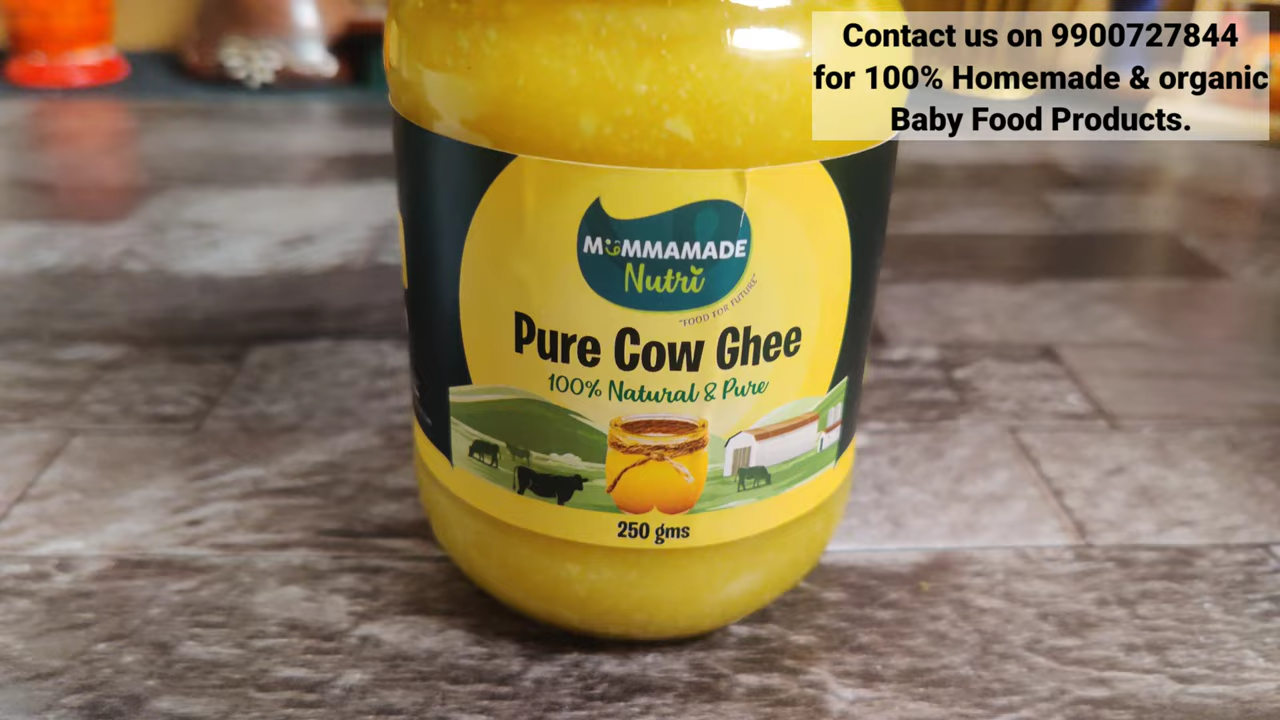 Contact us on 9900727844
for 100% Homemade & organic
Baby Food Products.
MOMMAMADE
Nutri
"FOOD FOR FUTURE"
Pure Cow Ghee
100% Natural & Pure
250 gms